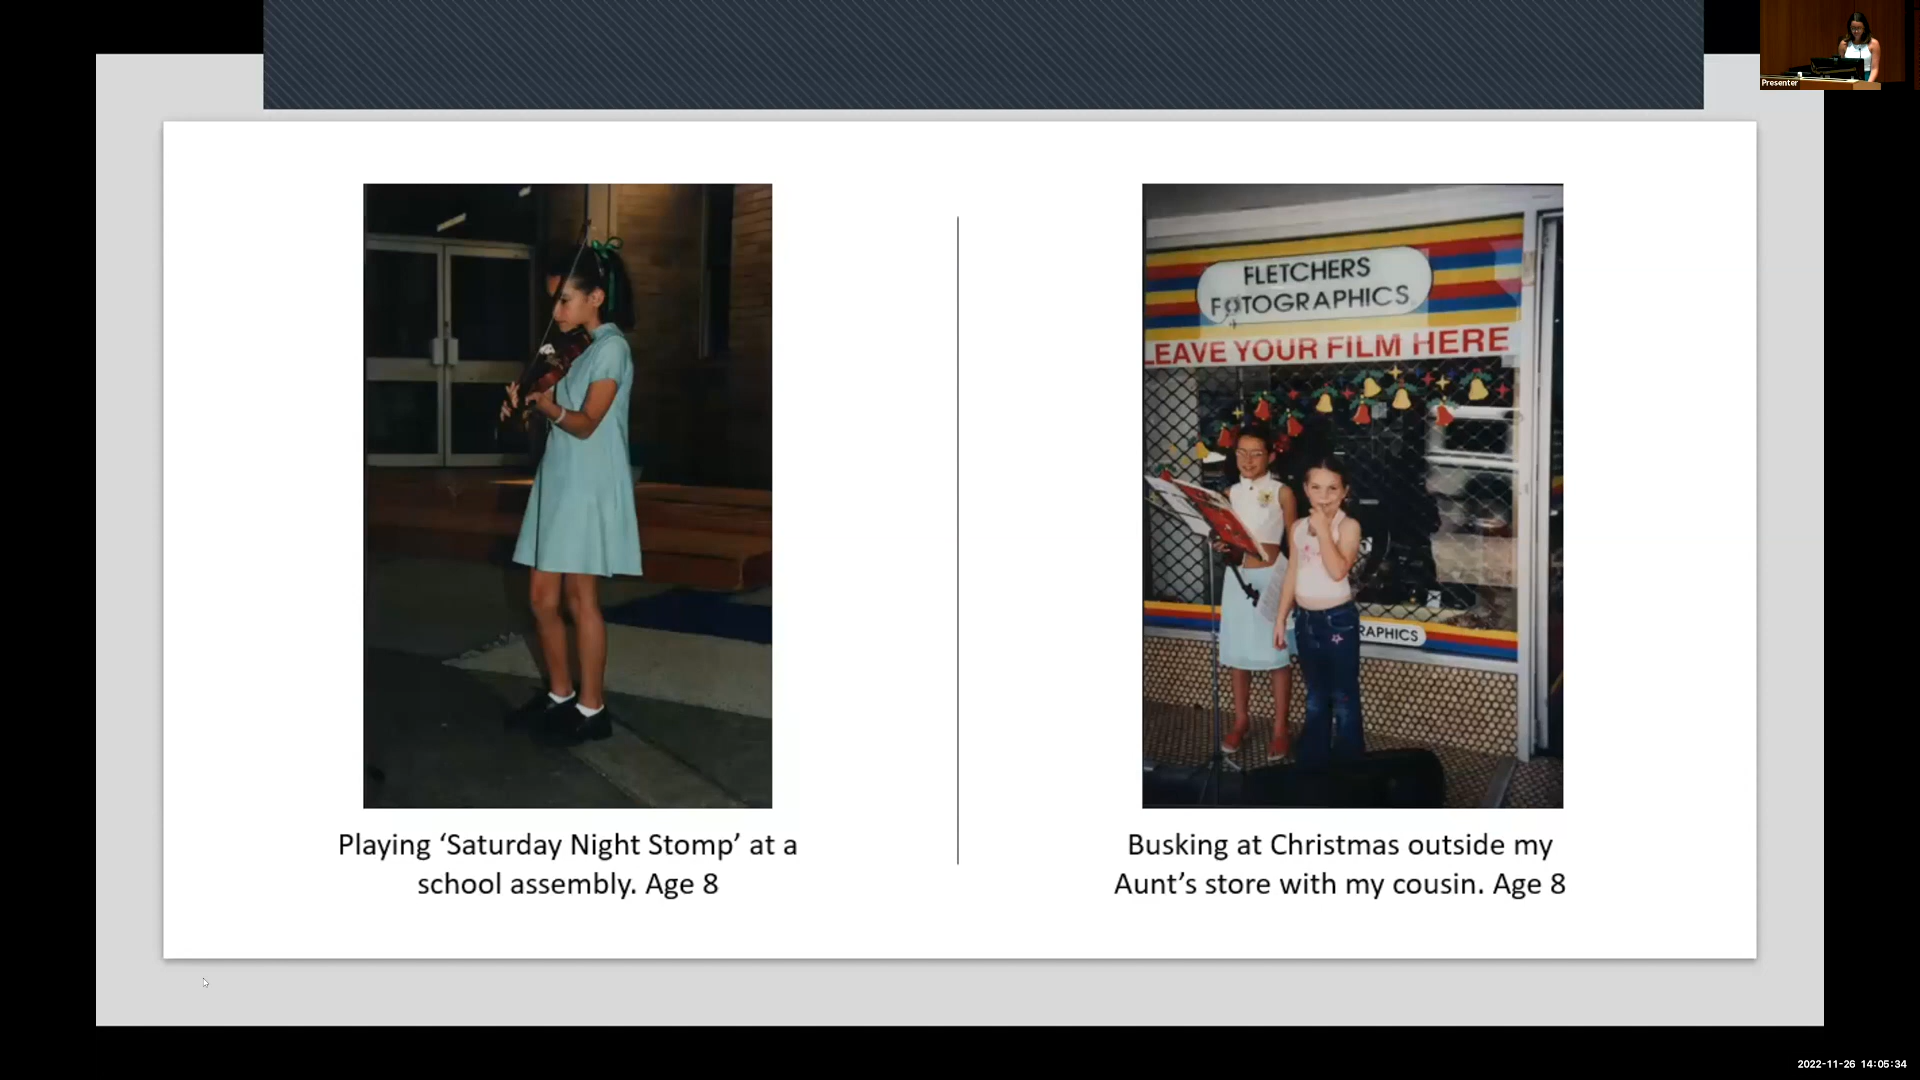 Presenter
FLETCHERS
FOTOGRAPHICS
LEAVE YOUR FILM HERE
RAPHICS
Playing ‘Saturday Night Stomp’ at a
school assembly. Age 8
Busking at Christmas outside my
Aunt’s store with my cousin. Age 8
2022-11-26 14:05:34